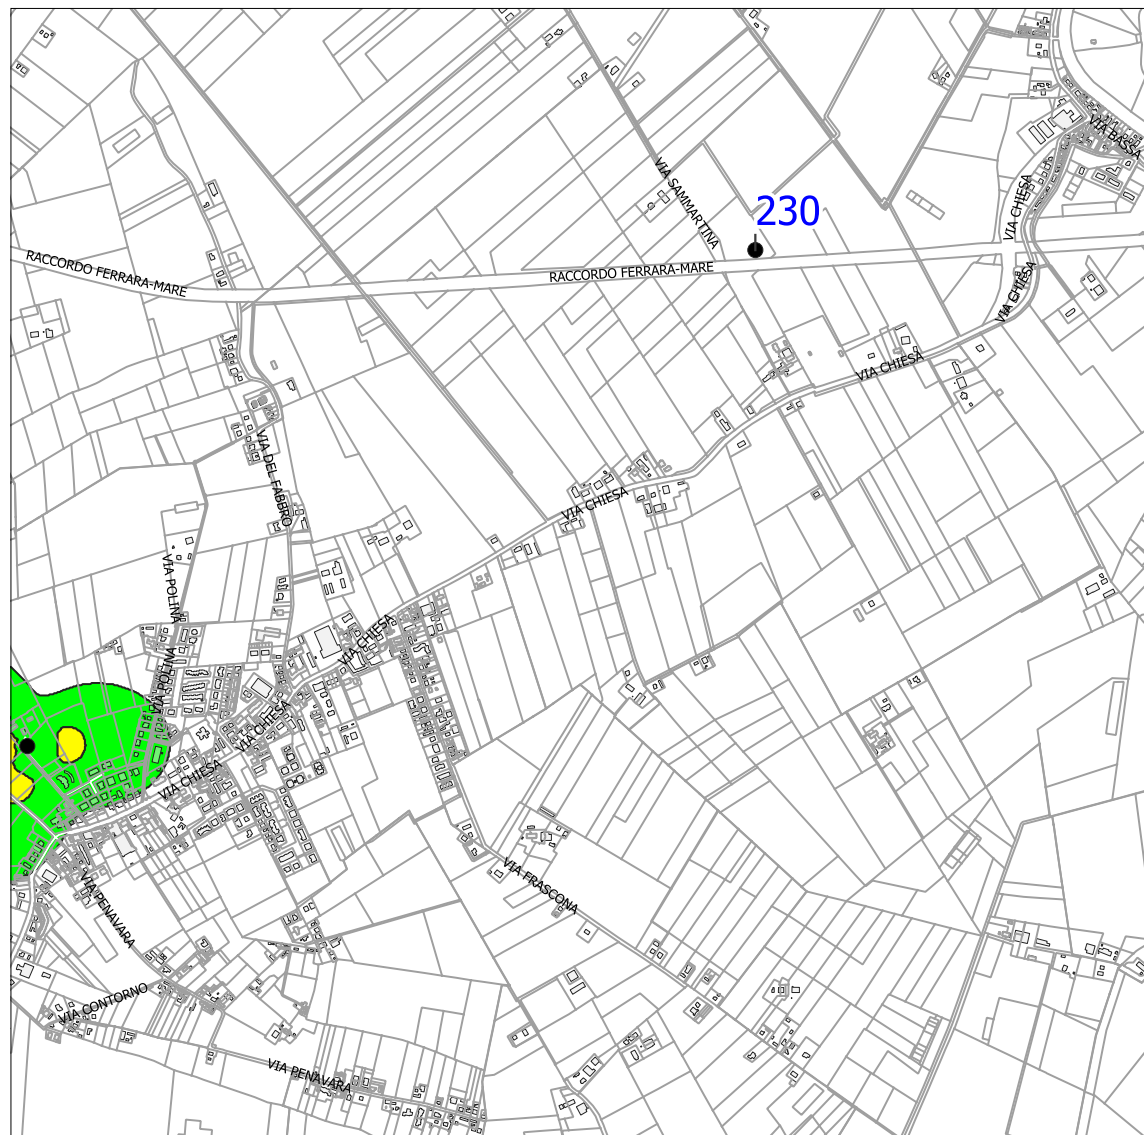 VIA BASSA
VIA SAMMARTINA
VIA CHIESA
230
RACCORDO FERRARA-MARE
RACCORDO FERRARA-MARE
VIA CHIESA
VIA CHIESA
VIA DEL FABBRO
VIA CHIESA
VIA POLINA
VIA CHIESA
VIA POLINA
VIA CHIESA
VIA CHIESA
VIA PENAVARA
VIA FRASCONA
VIA CONTORNO
VIA PENAVARA